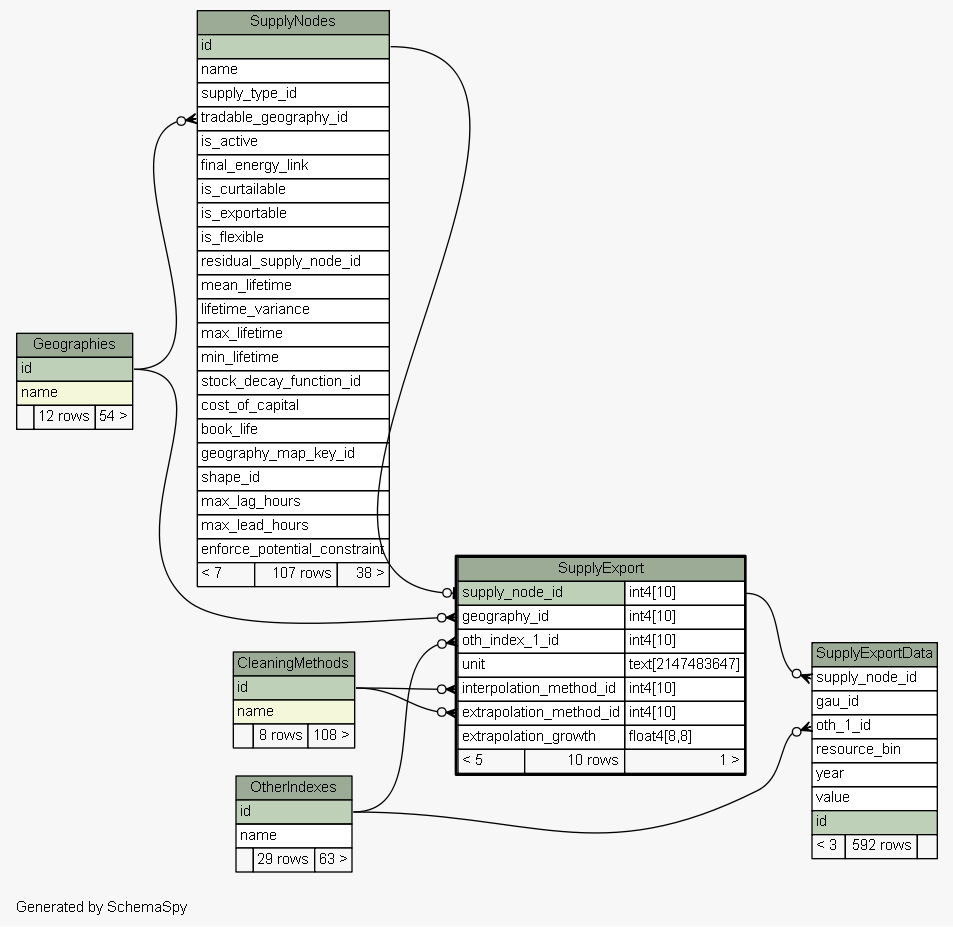 SupplyNodes
id
name
supply_type_id
tradable_geography_id
is_active
final_energy_link
is_curtailable
is_exportable
is_flexible
residual_supply_node_id
mean_lifetime
lifetime_variance
max_lifetime
min_lifetime
stock_decay_function_id
cost_of_capital
book_life
geography_map_key_id
shape_id
max_lag_hours
max_lead_hours
enforce_potential_constraint
< 7 107 rows 38 >
Geographies
id
name
12 rows 54 >
SupplyExport
supply_node_id int4[10]
geography_id int4[10]
oth_index_1_id int4[10]
unit text[2147483647]
interpolation_method_id int4[10]
extrapolation_method_id int4[10]
extrapolation_growth float4[8,8]
< 5 10 rows 1 >
CleaningMethods
id
name
8 rows 108 >
OtherIndexes
id
name
29 rows 63 >
SupplyExportData
supply_node_id
gau_id
oth_1_id
resource_bin
year
value
id
< 3 592 rows
Generated by SchemaSpy